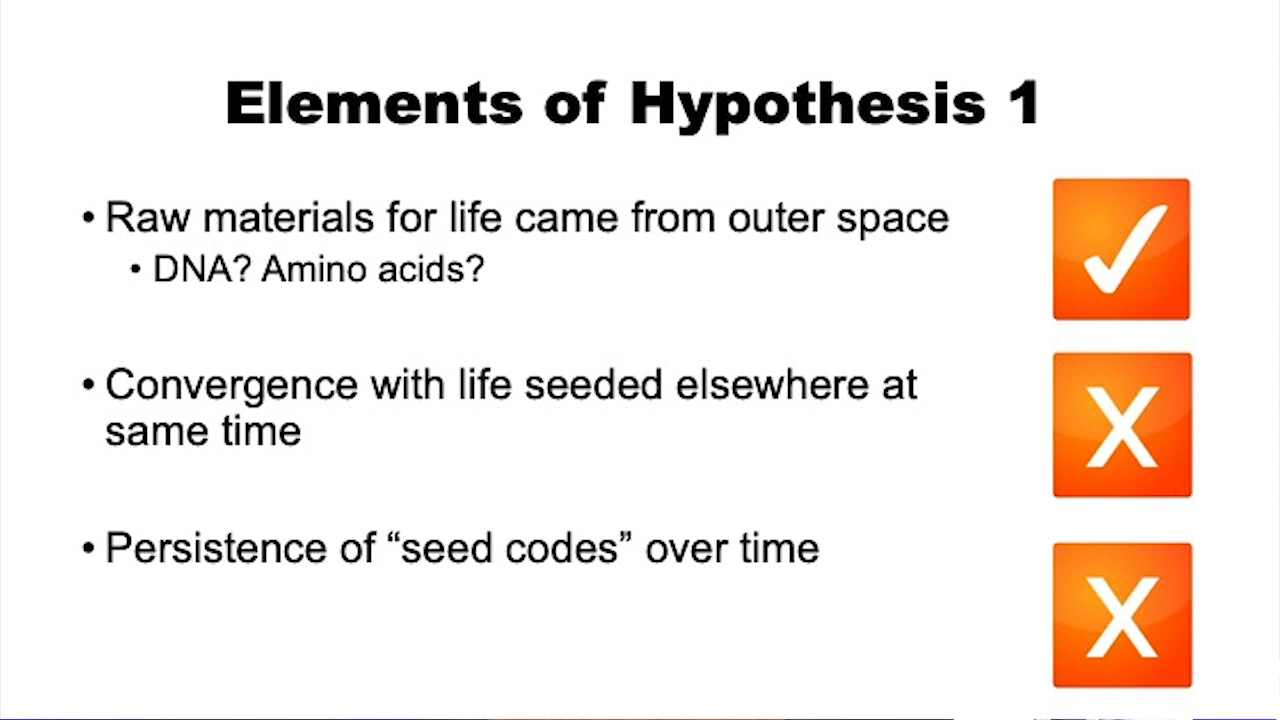 Elements of Hypothesis 1
• Raw materials for life came from outer space
• DNA? Amino acids?
• Convergence with life seeded elsewhere at
same time
• Persistence of “seed codes” over time
✓
X
X